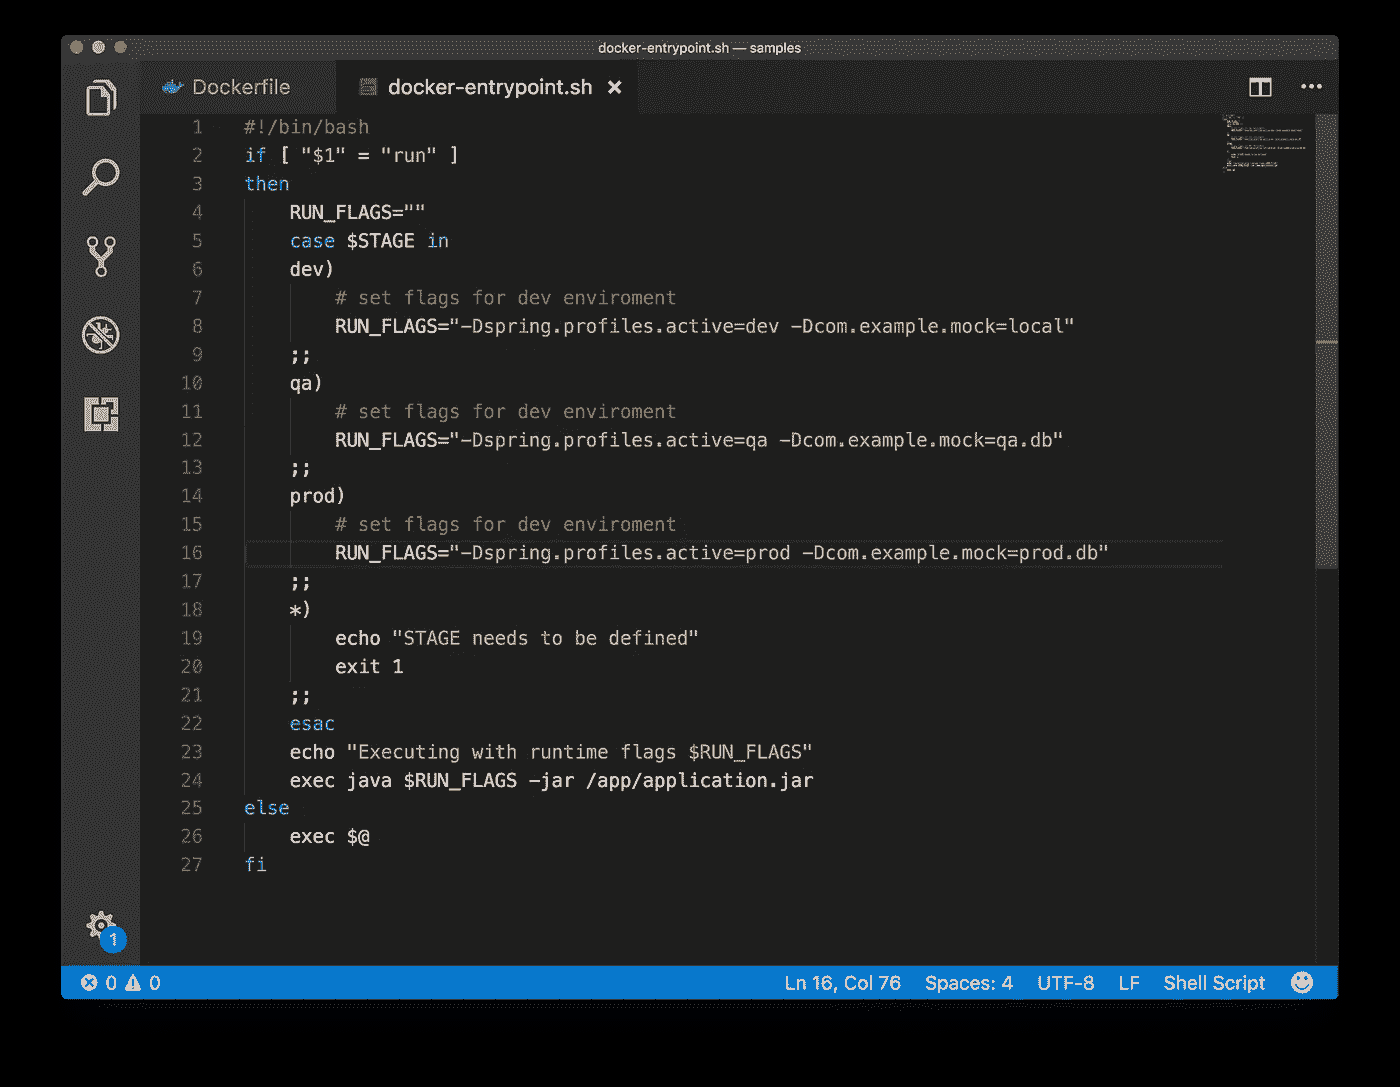 docker-entrypoint.sh — samples
Dockerfile docker-entrypoint.sh ×
1 #!/bin/bash
2 if [ "$1" = "run" ]
3 then
4     RUN_FLAGS=""
5     case $STAGE in
6     dev)
7         # set flags for dev enviroment
8         RUN_FLAGS="-Dspring.profiles.active=dev -Dcom.example.mock=local"
9     ;;
10     qa)
11         # set flags for dev enviroment
12         RUN_FLAGS="-Dspring.profiles.active=qa -Dcom.example.mock=qa.db"
13     ;;
14     prod)
15         # set flags for dev enviroment
16         RUN_FLAGS="-Dspring.profiles.active=prod -Dcom.example.mock=prod.db"
17     ;;
18     *)
19         echo "STAGE needs to be defined"
20         exit 1
21     ;;
22     esac
23     echo "Executing with runtime flags $RUN_FLAGS"
24     exec java $RUN_FLAGS -jar /app/application.jar
25 else
26     exec $@
27 fi
1
0 0 Ln 16, Col 76 Spaces: 4 UTF-8 LF Shell Script